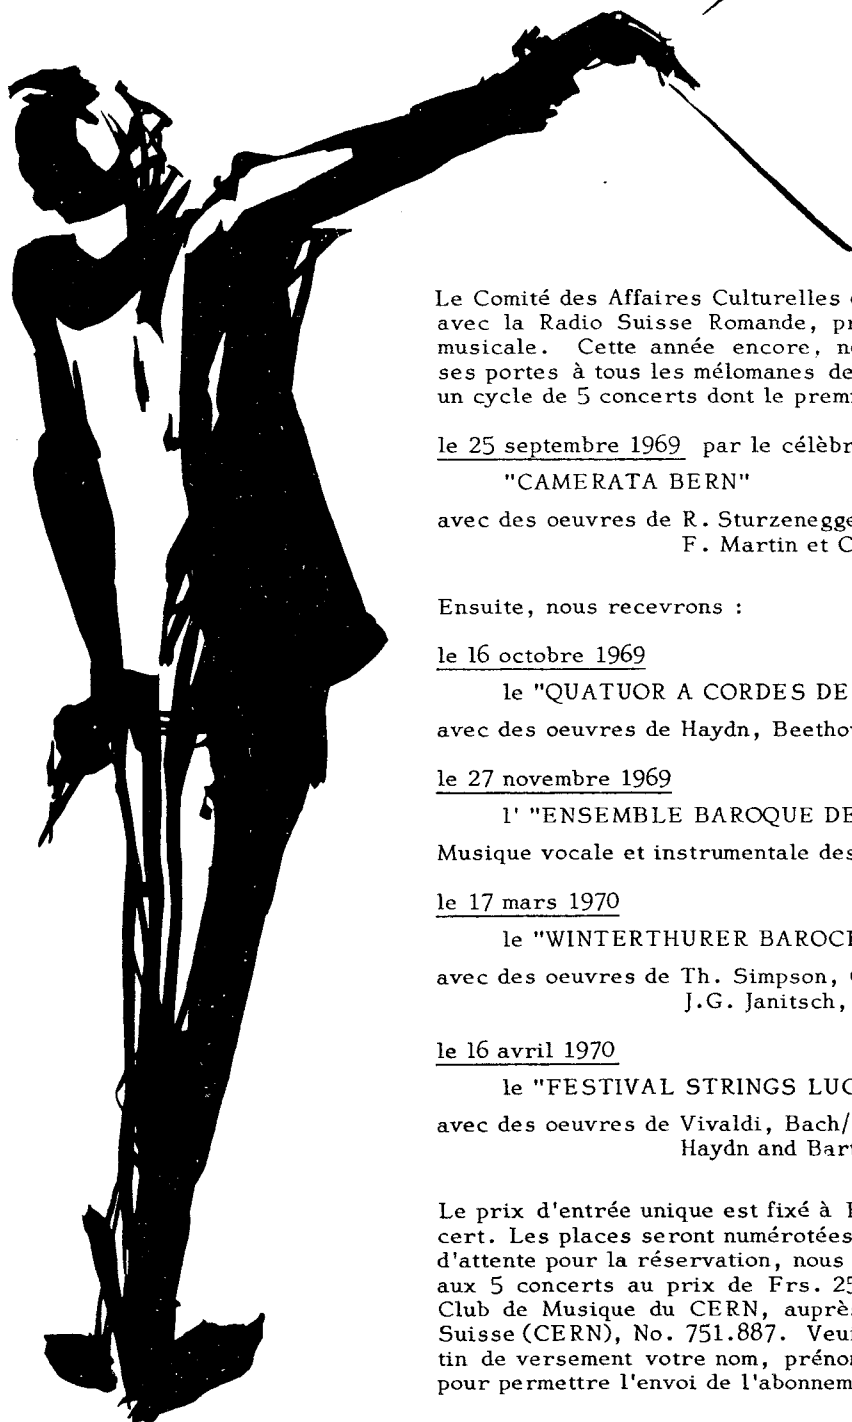 Le Comité des Affaires Culturelles
avec la Radio Suisse Romande,
musicale. Cette année encore,
ses portes à tous les mélomanes
un cycle de 5 concerts dont le
le 25 septembre 1969 par le
"CAMERATA BERN"
avec des oeuvres de R.
F. Martin et
Ensuite, nous recevrons :
le 16 octobre 1969
le "QUATUOR A CORDES DE
avec des oeuvres de Haydn,
le 27 novembre 1969
l' "ENSEMBLE BAROQUE
Musique vocale et instrumentale des
le 17 mars 1970
le "WINTERTHURER
avec des oeuvres de Th. Simpson,
J.G. Janitsch,
le 16 avril 1970
le "FESTIVAL STRINGS
avec des oeuvres de Vivaldi, Bach/
Haydn and
Le prix d'entrée unique est fixé à
cert. Les places seront numérotées
d'attente pour la réservation, nous
aux 5 concerts au prix de Frs.
Club de Musique du CERN,
Suisse (CERN), No. 751.887.
tin de versement votre nom,
pour permettre l'envoi de